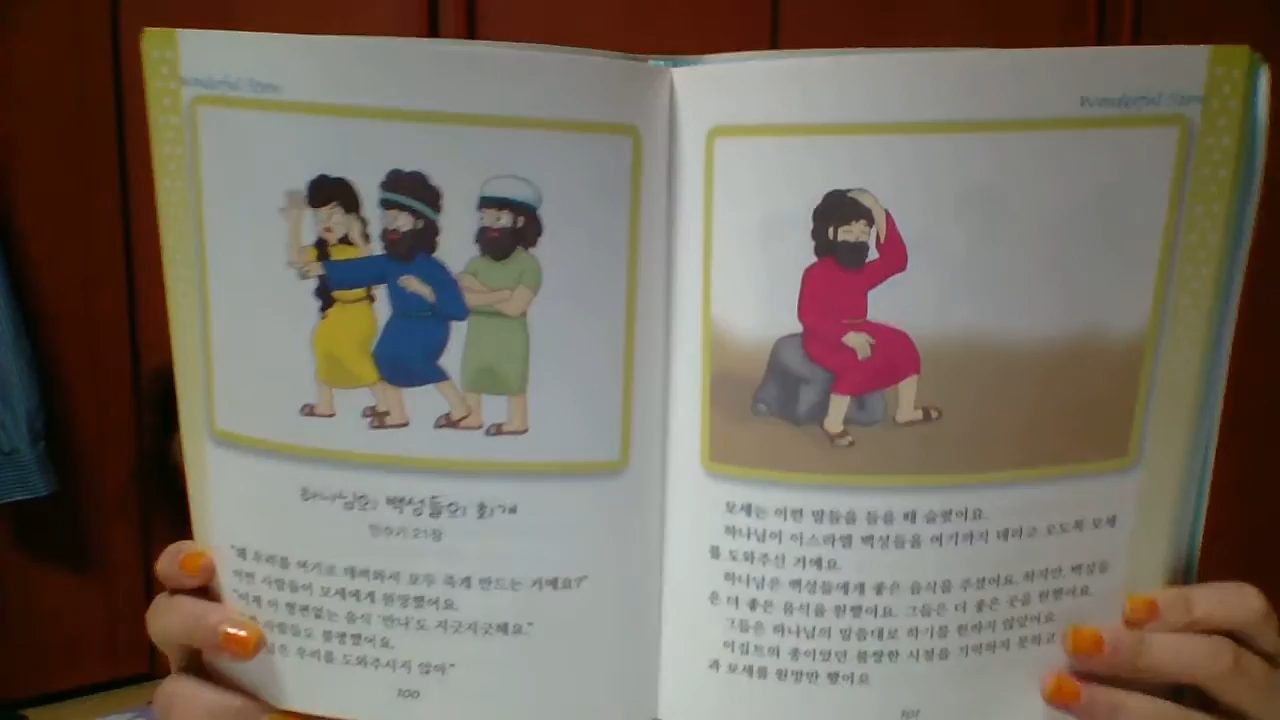 Wonderful Story
하나님의 백성들의 회개
민수기 21장
"왜 우리를 여기로 데려와서 모두 죽게 만드는 거예요?"
어떤 사람들이 모세에게 원망했어요.
"이제 이 형편없는 음식 '만나'도 지긋지긋해요."
사람들도 불평했어요.
우리를 도와주시지 않아."
100
Wonderful Story
모세는 이런 말들을 들을 때 슬펐어요.
하나님이 이스라엘 백성들을 여기까지 데리고 오도록 모세
를 도와주신 거예요.
하나님은 백성들에게 좋은 음식을 주셨어요. 하지만, 백성들
은 더 좋은 음식을 원했어요. 그들은 더 좋은 곳을 원했어요.
그들은 하나님의 말씀대로 하기를 원하지 않았어요.
이집트의 종이었던 불쌍한 시절을 기억하지 못하고
과 모세를 원망만 했어요.
101